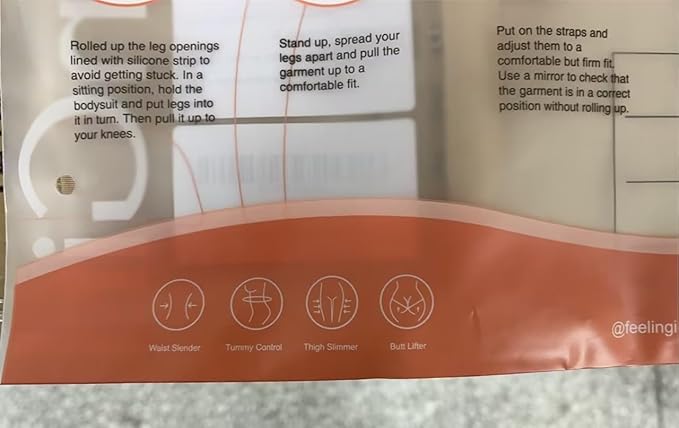 Rolled up the leg openings
lined with silicone strip to
avoid getting stuck. In a
sitting position, hold the
bodysuit and put legs into
it in turn. Then pull it up to
your knees.
Stand up, spread your
legs apart and pull the
garment up to a
comfortable fit.
Put on the straps and
adjust them to a
comfortable but firm fit.
Use a mirror to check that
the garment is in a correct
position without rolling up.
Waist Slender
Tummy Control
Thigh Slimmer
Butt Lifter
@feelingi